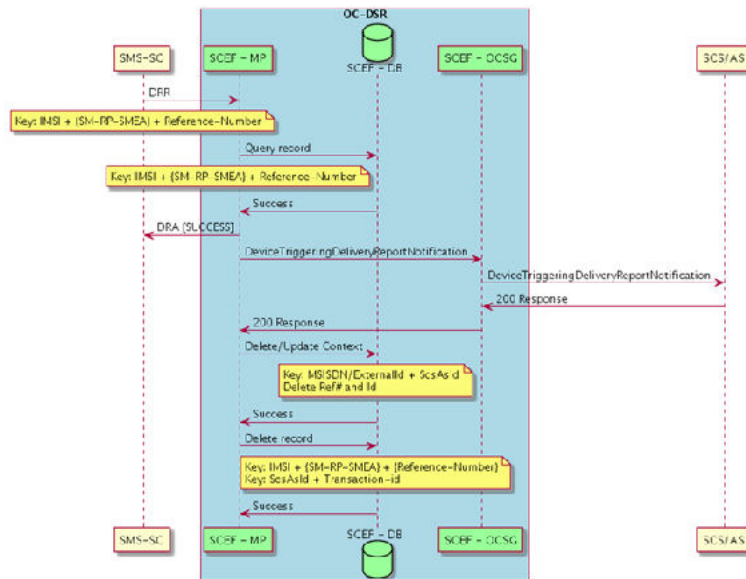 OC-DSR
SMS-SC
SCEF - MP
SCEF - DB
SCEF - OCSG
SCS/AS
DRR
Key: IMSI + {SM-RP-SMEA} + Reference-Number
Query record
Key: IMSI + {SM-RP-SMEA} + Reference-Number
Success
DRA [SUCCESS]
DeviceTriggeringDeliveryReportNotification
DeviceTriggeringDeliveryReportNotification
200 Response
200 Response
Delete/Update Context
Key: MSISDN/ExternalId + ScsAsId
Delete Ref# and Id
Success
Delete record
Key: IMSI + {SM-RP-SMEA} + {Reference-Number}
Key: ScsAsId + Transaction-id
Success
SMS-SC
SCEF - MP
SCEF - DB
SCEF - OCSG
SCS/AS